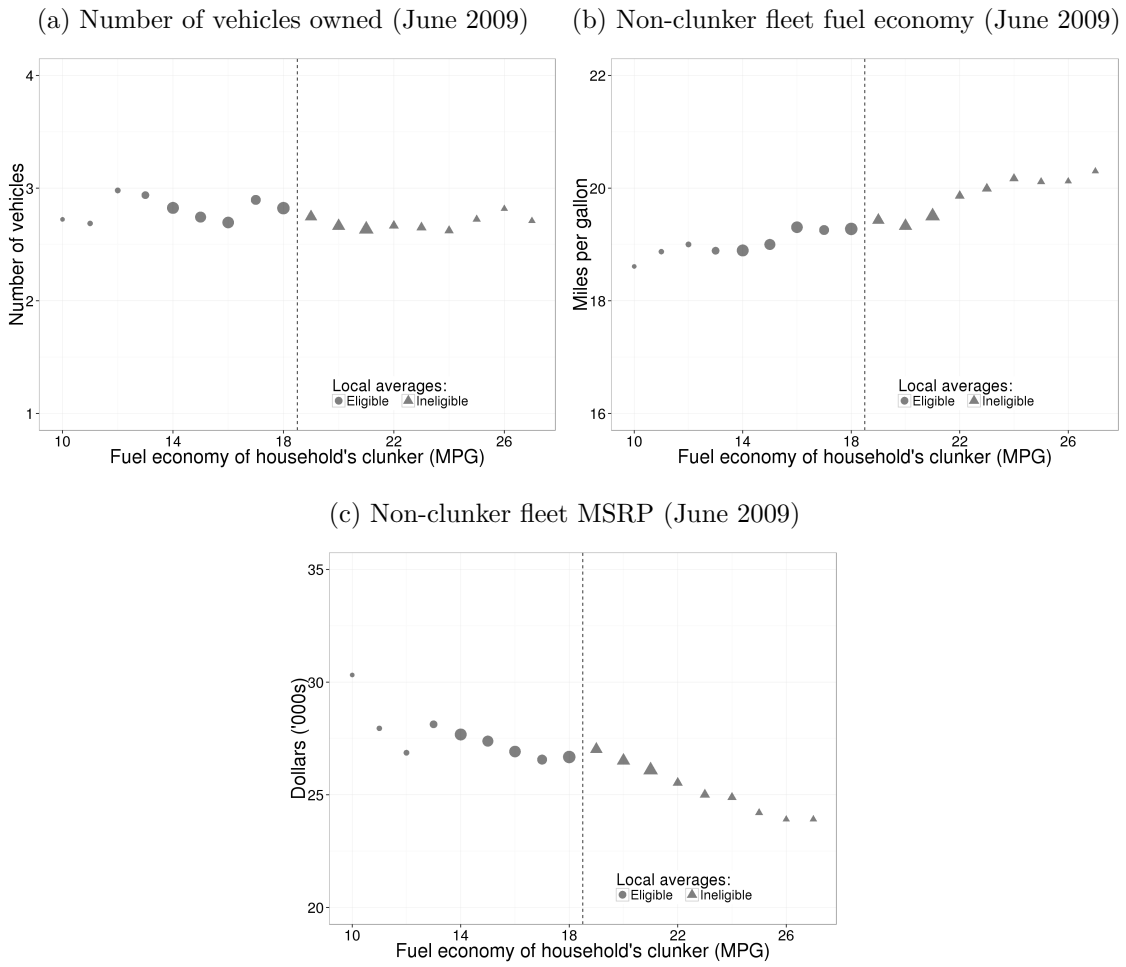 (a) Number of vehicles owned (June 2009)
4
3
2
1
Number of vehicles
10 14 18 22 26
Fuel economy of household's clunker (MPG)
Local averages:
Eligible Ineligible
(b) Non-clunker fleet fuel economy (June 2009)
22
20
18
16
Miles per gallon
10 14 18 22 26
Fuel economy of household's clunker (MPG)
Local averages:
Eligible Ineligible
(c) Non-clunker fleet MSRP (June 2009)
35
30
25
20
Dollars ('000s)
10 14 18 22 26
Fuel economy of household's clunker (MPG)
Local averages:
Eligible Ineligible